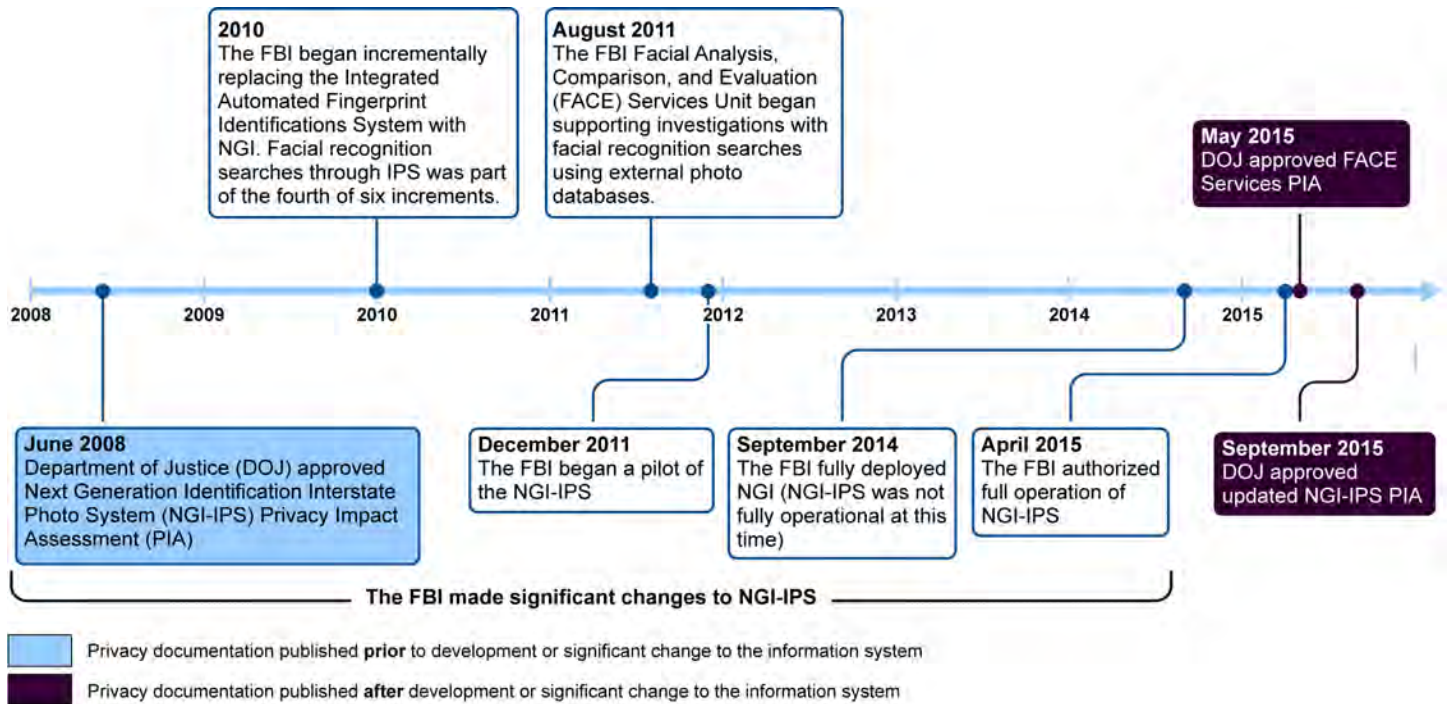 2010
The FBI began incrementally
replacing the Integrated
Automated Fingerprint
Identifications System with
NGI. Facial recognition
searches through IPS was part
of the fourth of six increments.
August 2011
The FBI Facial Analysis,
Comparison, and Evaluation
(FACE) Services Unit began
supporting investigations with
facial recognition searches
using external photo
databases.
May 2015
DOJ approved FACE
Services PIA
2008
2009
2010
2011
2012
2013
2014
2015
June 2008
Department of Justice (DOJ) approved
Next Generation Identification Interstate
Photo System (NGI-IPS) Privacy Impact
Assessment (PIA)
December 2011
The FBI began a pilot of
the NGI-IPS
September 2014
The FBI fully deployed
NGI (NGI-IPS was not
fully operational at this
time)
April 2015
The FBI authorized
full operation of
NGI-IPS
September 2015
DOJ approved
updated NGI-IPS PIA
The FBI made significant changes to NGI-IPS
Privacy documentation published prior to development or significant change to the information system
Privacy documentation published after development or significant change to the information system